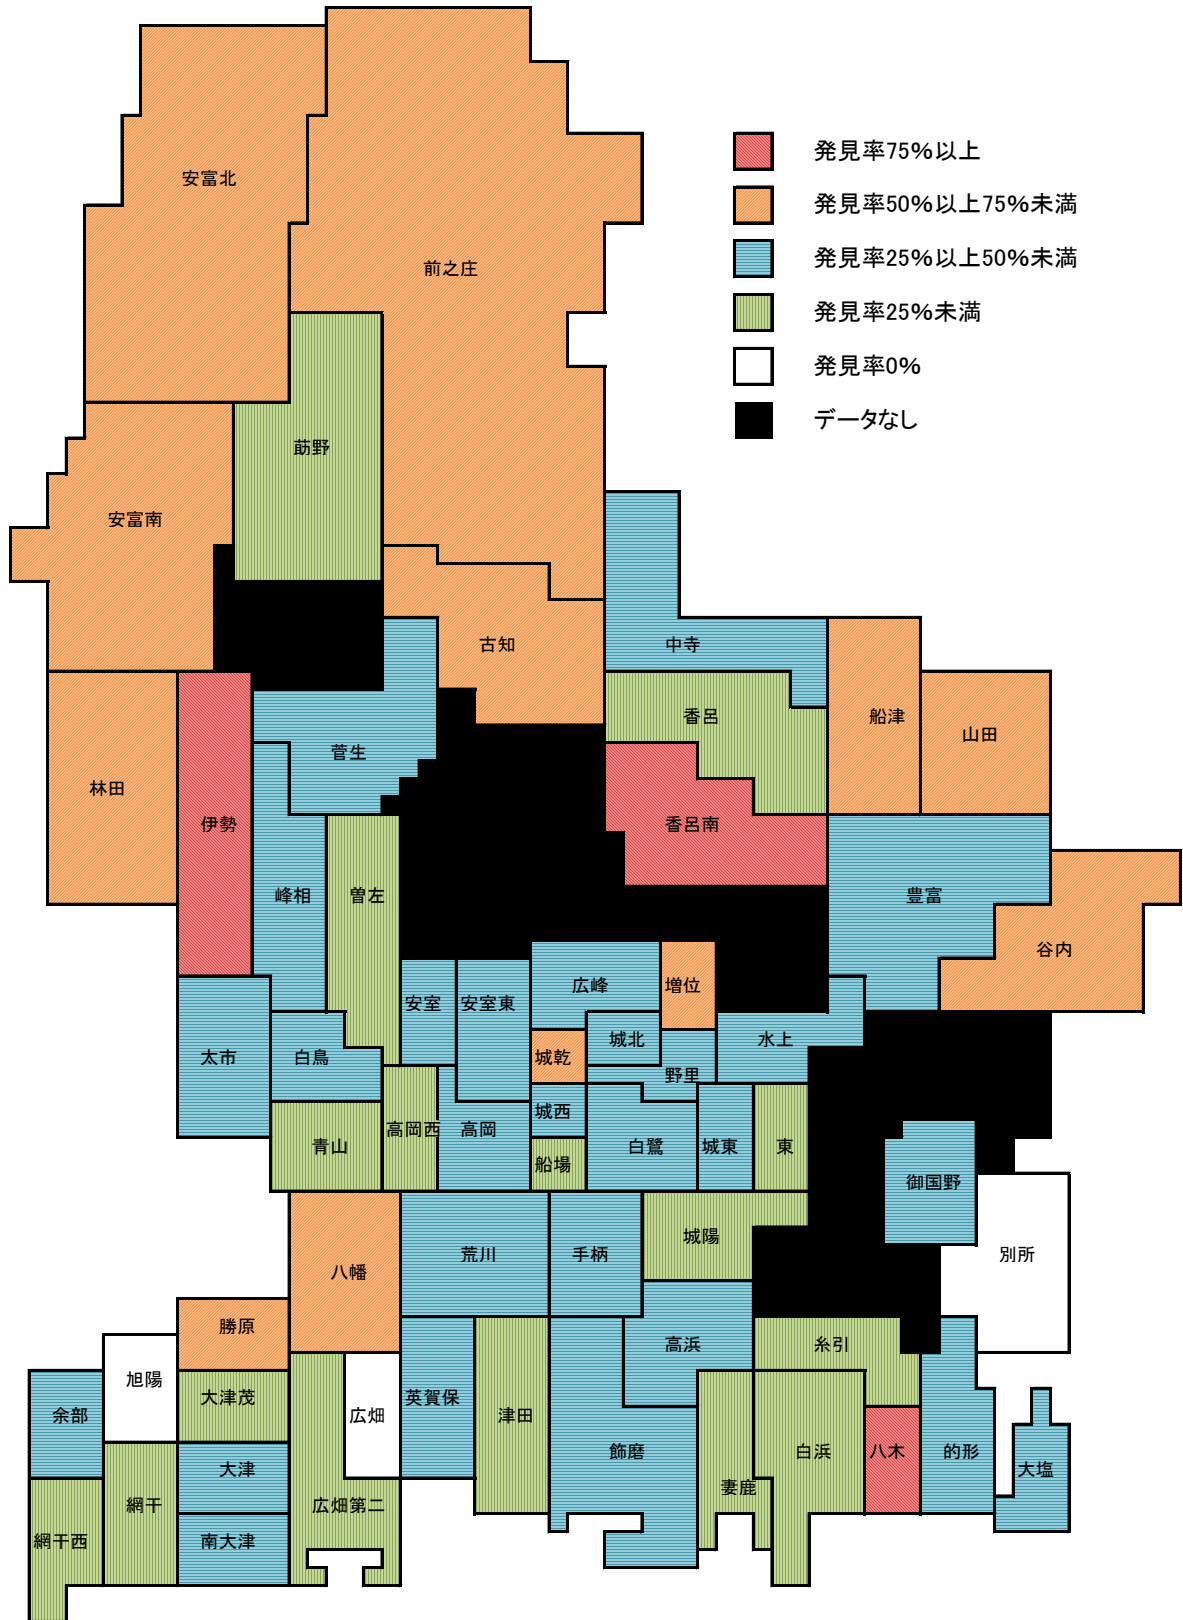 発見率75%以上
発見率50%以上75%未満
発見率25%以上50%未満
発見率25%未満
発見率0%
データなし
安富北
前之庄
莇野
安富南
古知
中寺
香呂
船津
山田
菅生
林田
伊勢
香呂南
峰相
曽左
豊富
谷内
広峰
増位
安室
安室東
城北
水上
太市
白鳥
城乾
野里
城西
青山
高岡西
高岡
白鷺
城東
東
船場
御国野
城陽
荒川
手柄
別所
八幡
勝原
高浜
糸引
旭陽
大津茂
余部
英賀保
広畑
津田
飾磨
白浜
八木
的形
大塩
大津
妻鹿
網干
広畑第二
網干西
南大津